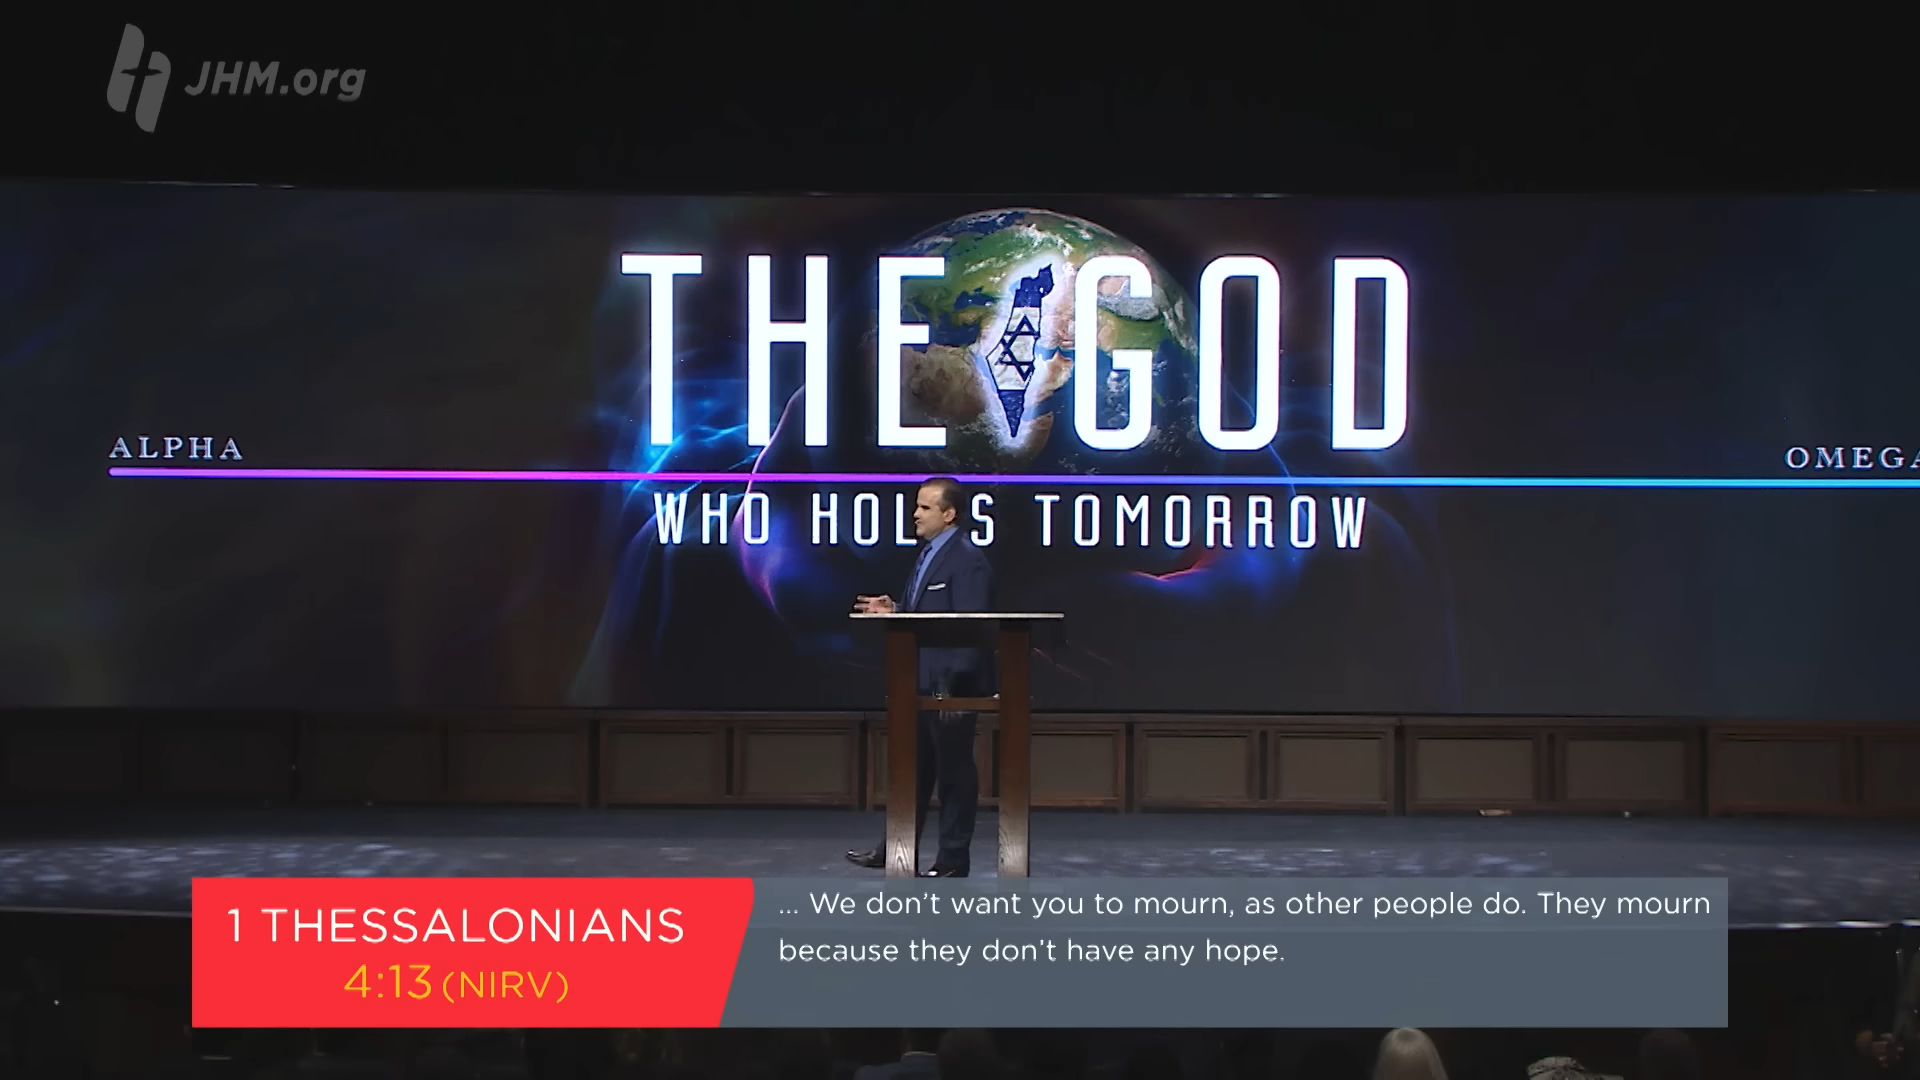 JHM.org
THE GOD
ALPHA
OMEGA
WHO HOL S TOMORROW
1 THESSALONIANS
4:13 (NIRV)
... We don't want you to mourn, as other people do. They mourn
because they don't have any hope.